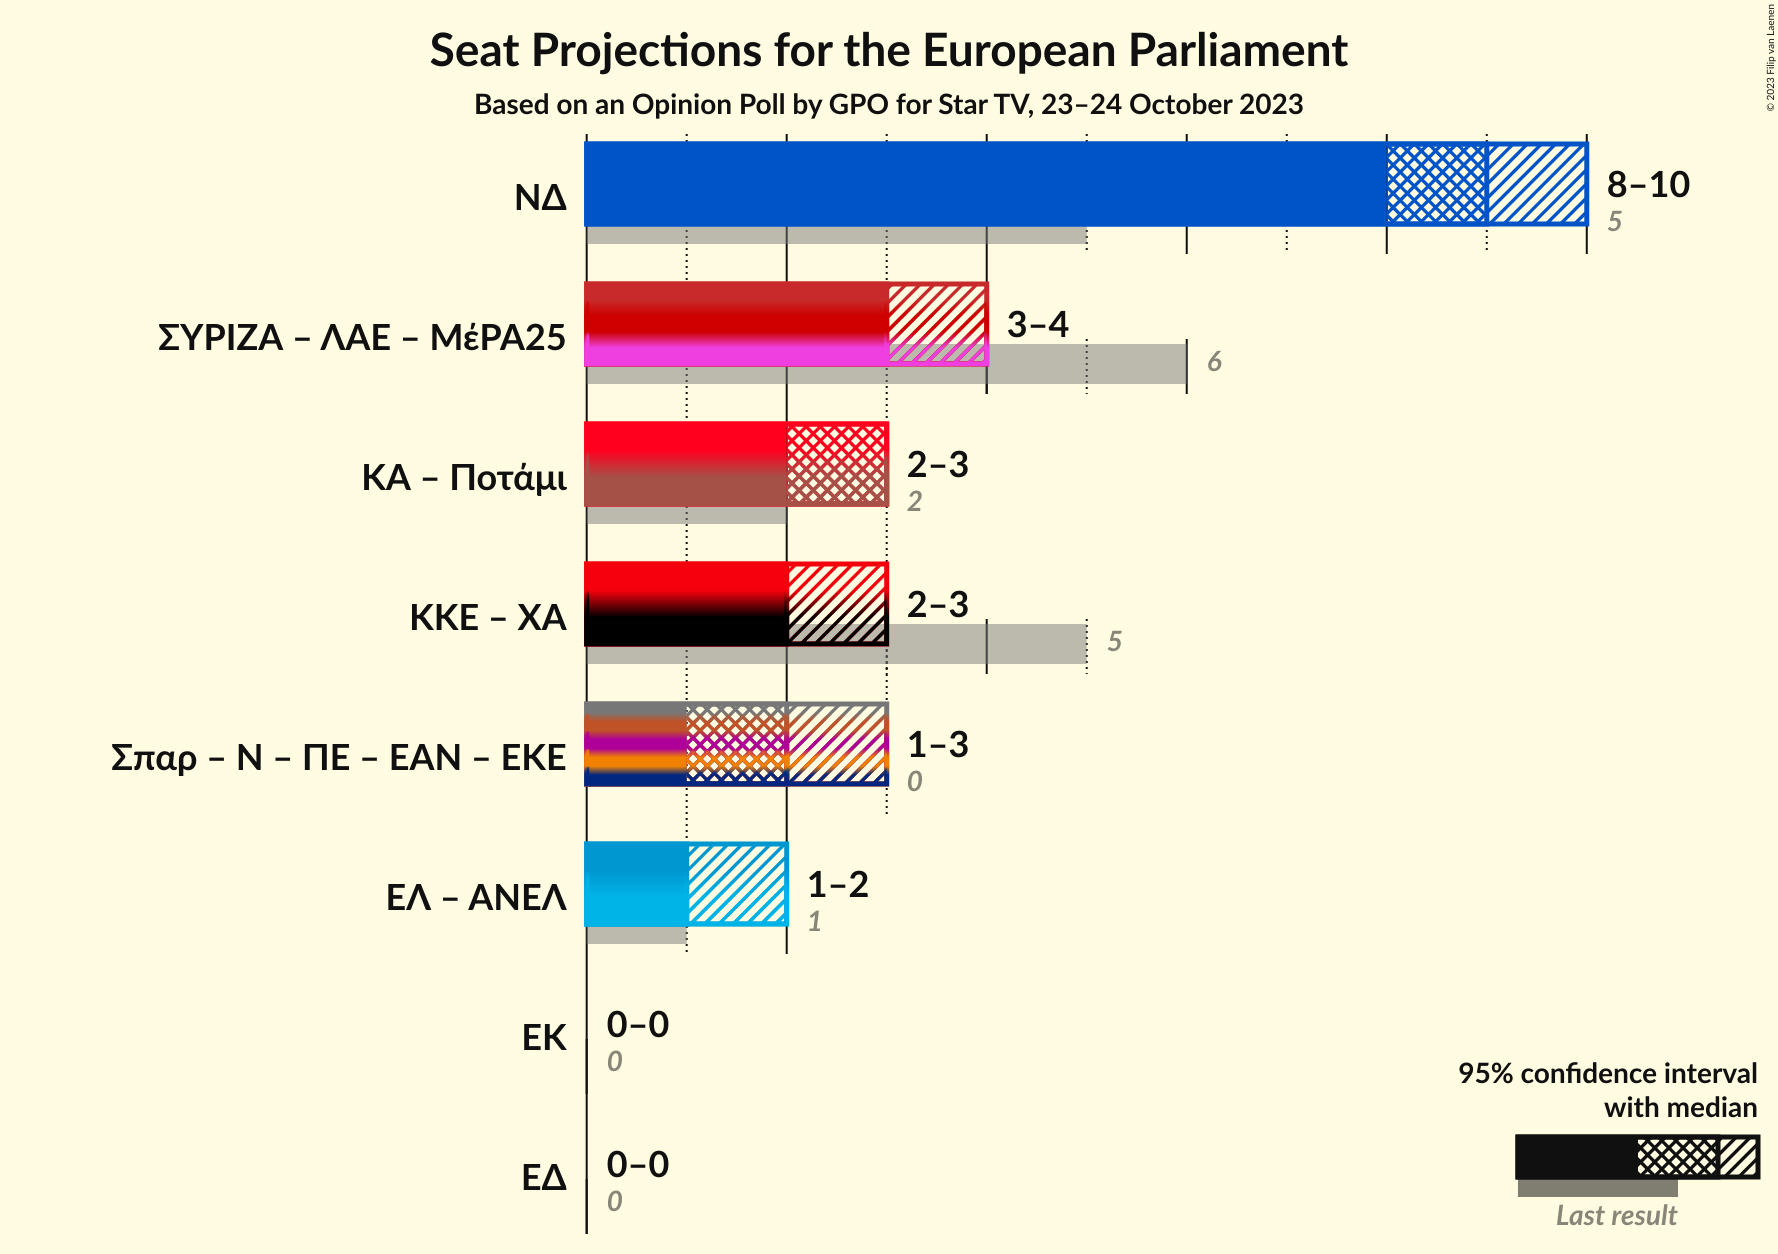 Seat Projections for the European Parliament
Based on an Opinion Poll by GPO for Star TV, 23–24 October 2023
© 2023 Filip van Laenen
ΝΔ
8–10
5
ΣΥΡΙΖΑ – ΛΑΕ – ΜέΡΑ25
3–4
6
ΚΑ – Ποτάμι
2–3
2
ΚΚΕ – ΧΑ
2–3
5
Σπαρ – Ν – ΠΕ – ΕΑΝ – ΕΚΕ
1–3
0
ΕΛ – ΑΝΕΛ
1–2
1
ΕΚ
0–0
0
ΕΔ
0–0
0
95% confidence interval
with median
Last result